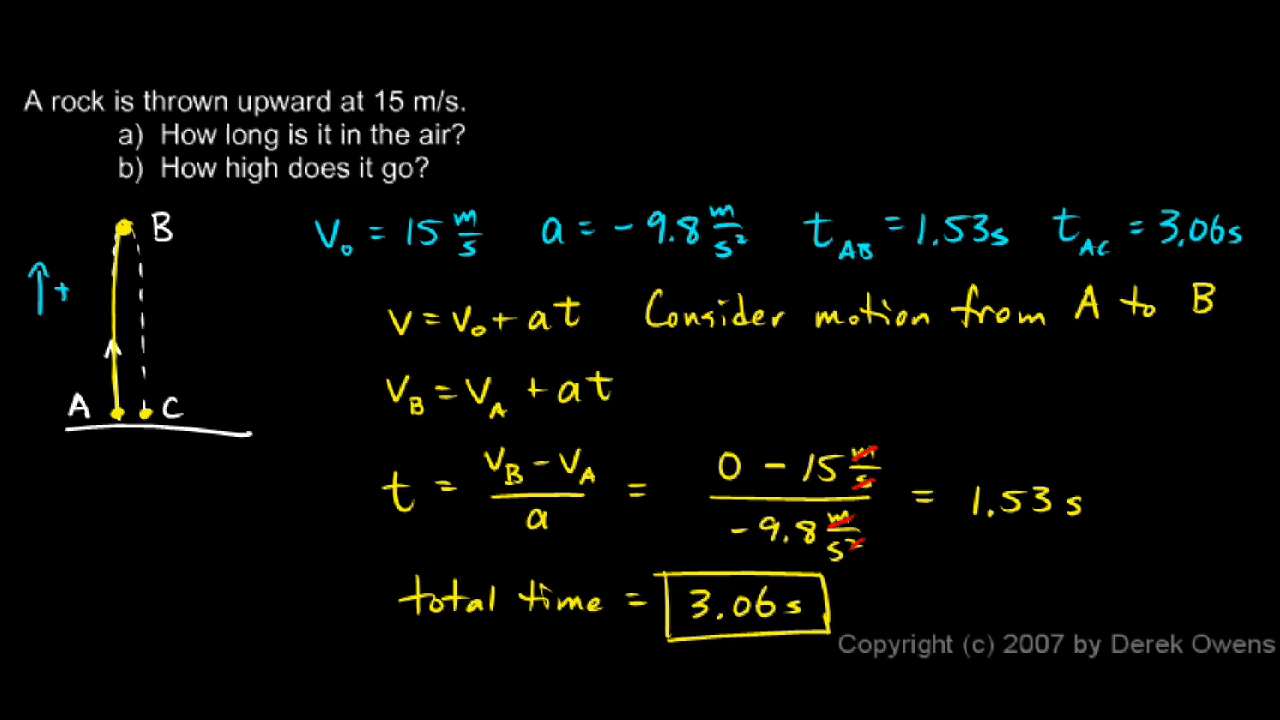 A rock is thrown upward at 15 m/s.
a) How long is it in the air?
b) How high does it go?
B
↑+
A C
V₀ = 15 m/s a = -9.8 m/s² t_AB = 1.53s t_AC = 3.06s
V = V₀ + at Consider motion from A to B
V_B = V_A + at
t = (V_B - V_A)/a = (0 - 15 m/s)/(-9.8 m/s²) = 1.53 s
total time = 3.06 s
Copyright (c) 2007 by Derek Owens